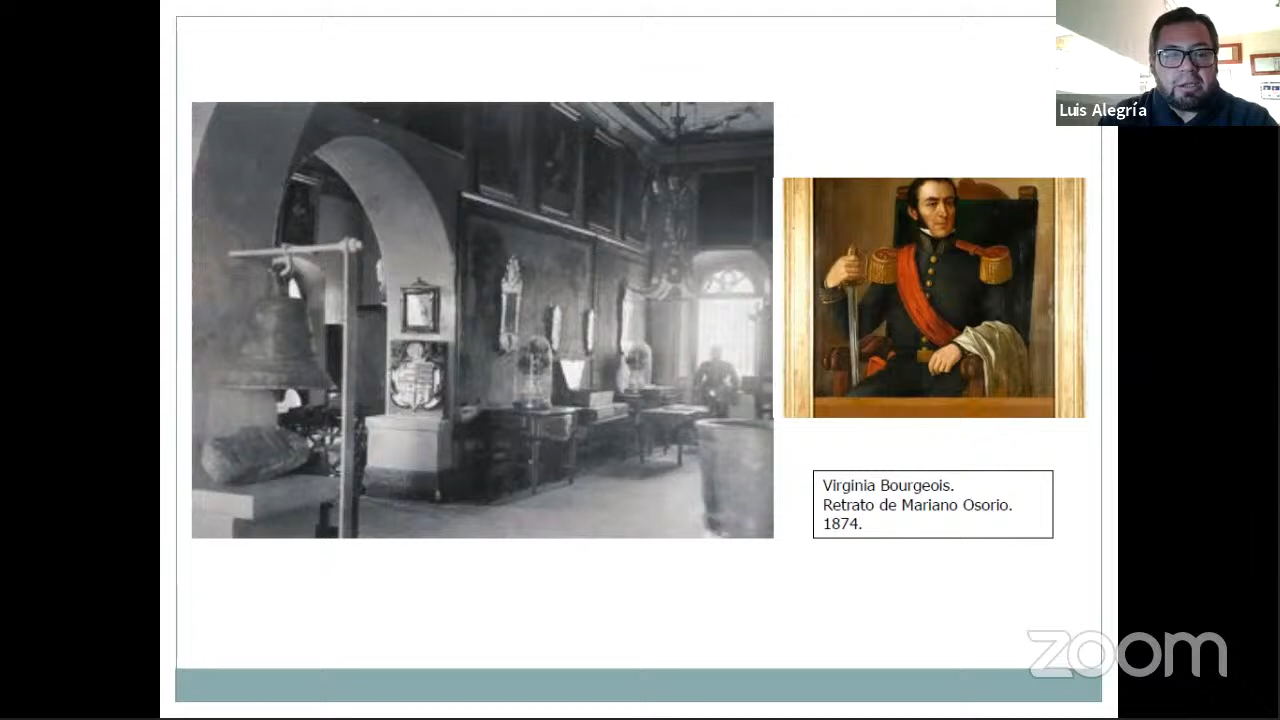 Luis Alegría
Virginia Bourgeois.
Retrato de Mariano Osorio.
1874.
zoom